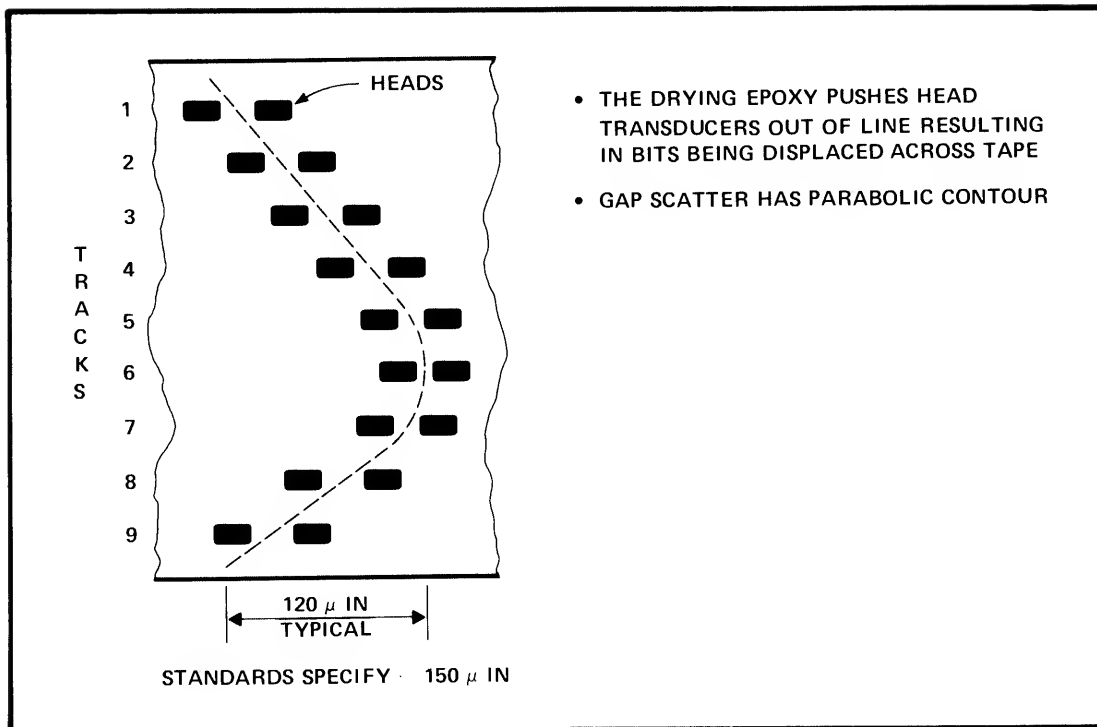 HEADS
TRACKS
1
2
3
4
5
6
7
8
9
120 μ IN
TYPICAL
STANDARDS SPECIFY · 150 μ IN
• THE DRYING EPOXY PUSHES HEAD
TRANSDUCERS OUT OF LINE RESULTING
IN BITS BEING DISPLACED ACROSS TAPE
• GAP SCATTER HAS PARABOLIC CONTOUR